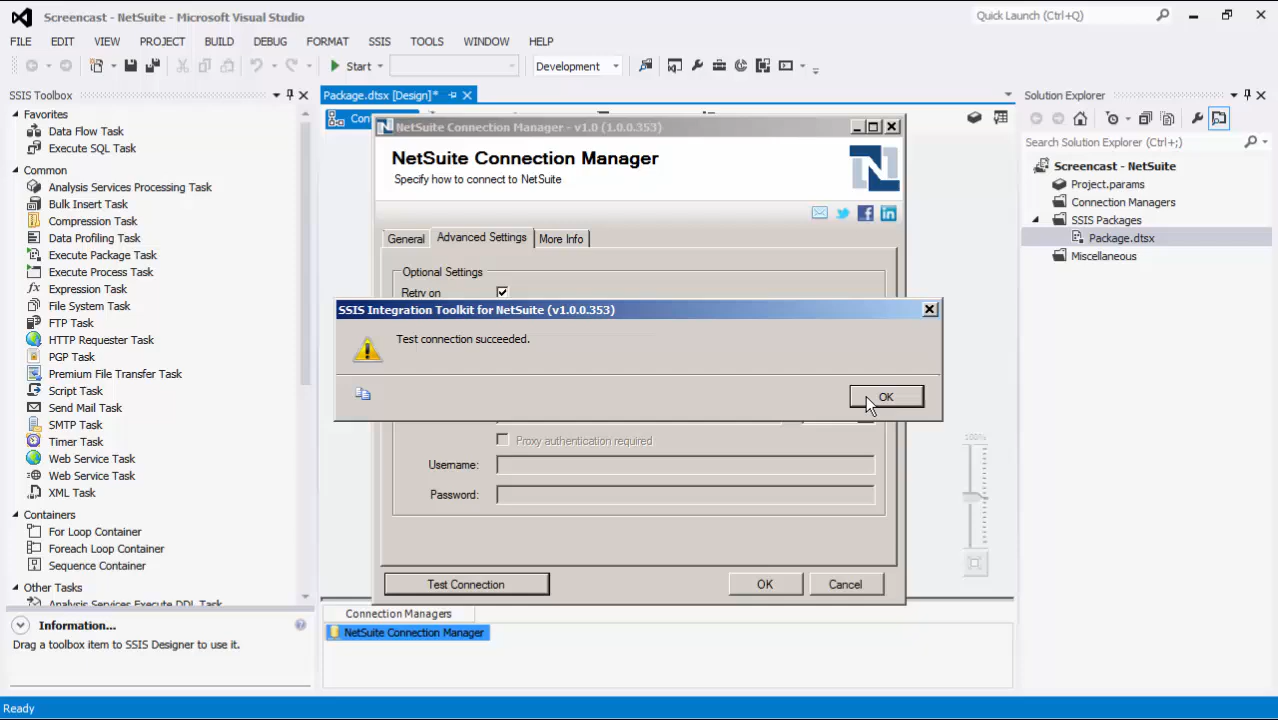 Screencast - NetSuite - Microsoft Visual Studio
Quick Launch (Ctrl+Q)
FILE EDIT VIEW PROJECT BUILD DEBUG FORMAT SSIS TOOLS WINDOW HELP
Start
Development
SSIS Toolbox
Favorites
Data Flow Task
Execute SQL Task
Common
Analysis Services Processing Task
Bulk Insert Task
Compression Task
Data Profiling Task
Execute Package Task
Execute Process Task
Expression Task
File System Task
FTP Task
HTTP Requester Task
PGP Task
Premium File Transfer Task
Script Task
Send Mail Task
SMTP Task
Timer Task
Web Service Task
Web Service Task
XML Task
Containers
For Loop Container
Foreach Loop Container
Sequence Container
Other Tasks
Analysis Services Execute DDL Task
Information...
Drag a toolbox item to SSIS Designer to use it.
Package.dtsx [Design]*
NetSuite Connection Manager - v1.0 (1.0.0.353)
NetSuite Connection Manager
Specify how to connect to NetSuite
General
Advanced Settings
More Info
Optional Settings
Retry on
SSIS Integration Toolkit for NetSuite (v1.0.0.353)
Test connection succeeded.
OK
Proxy authentication required
Username:
Password:
Test Connection
OK
Cancel
100%
Connection Managers
NetSuite Connection Manager
Solution Explorer
Search Solution Explorer (Ctrl+;)
Screencast - NetSuite
Project.params
Connection Managers
SSIS Packages
Package.dtsx
Miscellaneous
Ready